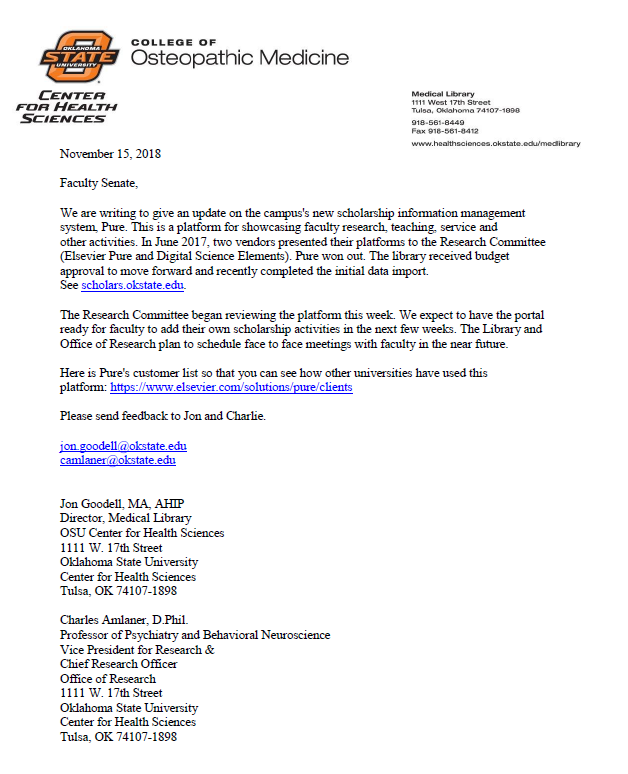 OKLAHOMA
STATE
UNIVERSITY
COLLEGE OF
Osteopathic Medicine
CENTER
FOR HEALTH
SCIENCES
Medical Library
1111 West 17th Street
Tulsa, Oklahoma 74107-1898
918-561-8449
Fax 918-561-8412
www.healthsciences.okstate.edu/medlibrary
November 15, 2018
Faculty Senate,
We are writing to give an update on the campus's new scholarship information management
system, Pure. This is a platform for showcasing faculty research, teaching, service and
other activities. In June 2017, two vendors presented their platforms to the Research Committee
(Elsevier Pure and Digital Science Elements). Pure won out. The library received budget
approval to move forward and recently completed the initial data import.
See scholars.okstate.edu.
The Research Committee began reviewing the platform this week. We expect to have the portal
ready for faculty to add their own scholarship activities in the next few weeks. The Library and
Office of Research plan to schedule face to face meetings with faculty in the near future.
Here is Pure's customer list so that you can see how other universities have used this
platform: https://www.elsevier.com/solutions/pure/clients
Please send feedback to Jon and Charlie.
jon.goodell@okstate.edu
camlaner@okstate.edu
Jon Goodell, MA, AHIP
Director, Medical Library
OSU Center for Health Sciences
1111 W. 17th Street
Oklahoma State University
Center for Health Sciences
Tulsa, OK 74107-1898
Charles Amlaner, D.Phil.
Professor of Psychiatry and Behavioral Neuroscience
Vice President for Research &
Chief Research Officer
Office of Research
1111 W. 17th Street
Oklahoma State University
Center for Health Sciences
Tulsa, OK 74107-1898